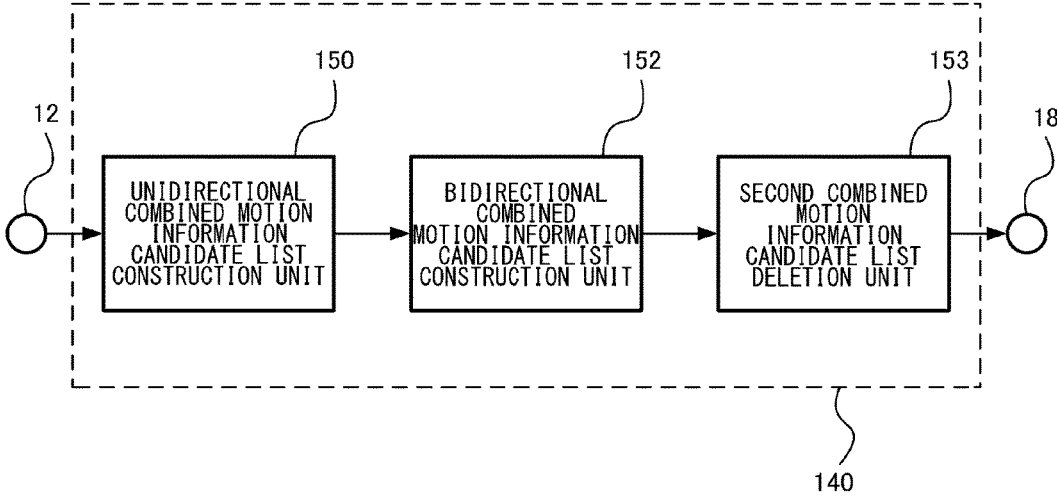 150
152
153
12
18
UNIDIRECTIONAL
COMBINED MOTION
INFORMATION
CANDIDATE LIST
CONSTRUCTION UNIT
BIDIRECTIONAL
COMBINED
MOTION INFORMATION
CANDIDATE LIST
CONSTRUCTION UNIT
SECOND COMBINED
MOTION
INFORMATION
CANDIDATE LIST
DELETION UNIT
140